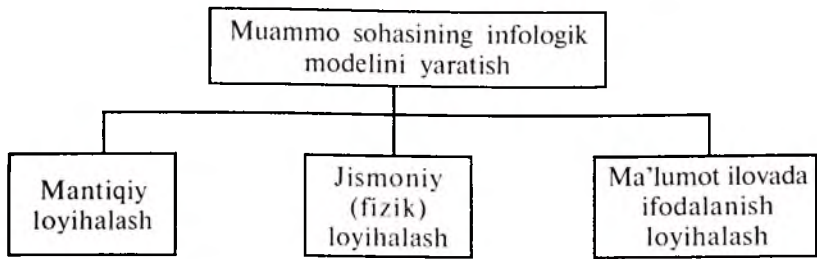 Muammo sohasining infologik
modelini yaratish
Mantiqiy
loyihalash
Jismoniy
(fizik)
loyihalash
Ma’lumot ilovada
ifodalanish
loyihalash